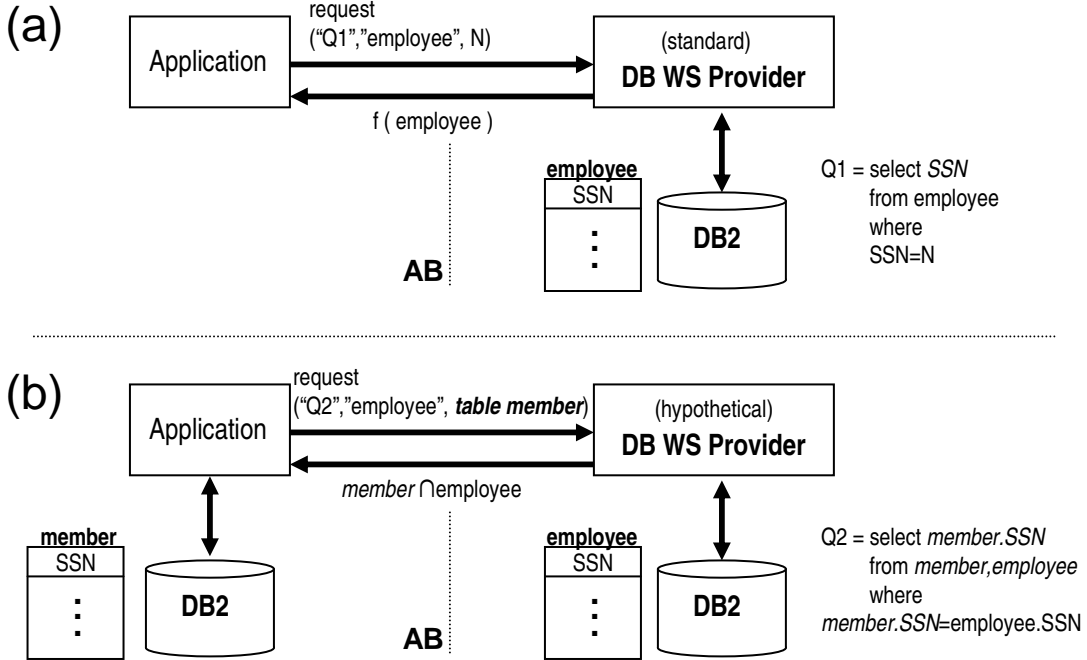 (a)
request
("Q1","employee", N)
Application
(standard)
DB WS Provider
f ( employee )
employee
SSN
DB2
AB
Q1 = select SSN
from employee
where
SSN=N
(b)
request
("Q2","employee", table member)
Application
(hypothetical)
DB WS Provider
member ∩employee
member
SSN
DB2
AB
employee
SSN
DB2
Q2 = select member.SSN
from member,employee
where
member.SSN=employee.SSN